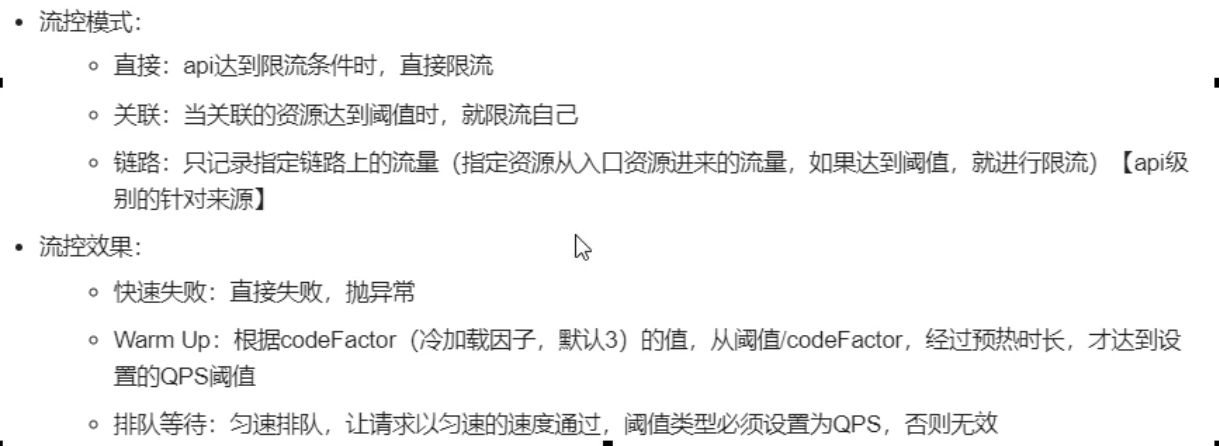 流控模式：
直接：api达到限流条件时，直接限流
关联：当关联的资源达到阈值时，就限流自己
链路：只记录指定链路上的流量（指定资源从入口资源进来的流量，如果达到阈值，就进行限流）【api级
别的针对来源】
流控效果：
快速失败：直接失败，抛异常
Warm Up：根据codeFactor（冷加载因子，默认3）的值，从阈值/codeFactor，经过预热时长，才达到设
置的QPS阈值
排队等待：匀速排队，让请求以匀速的速度通过，阈值类型必须设置为QPS，否则无效